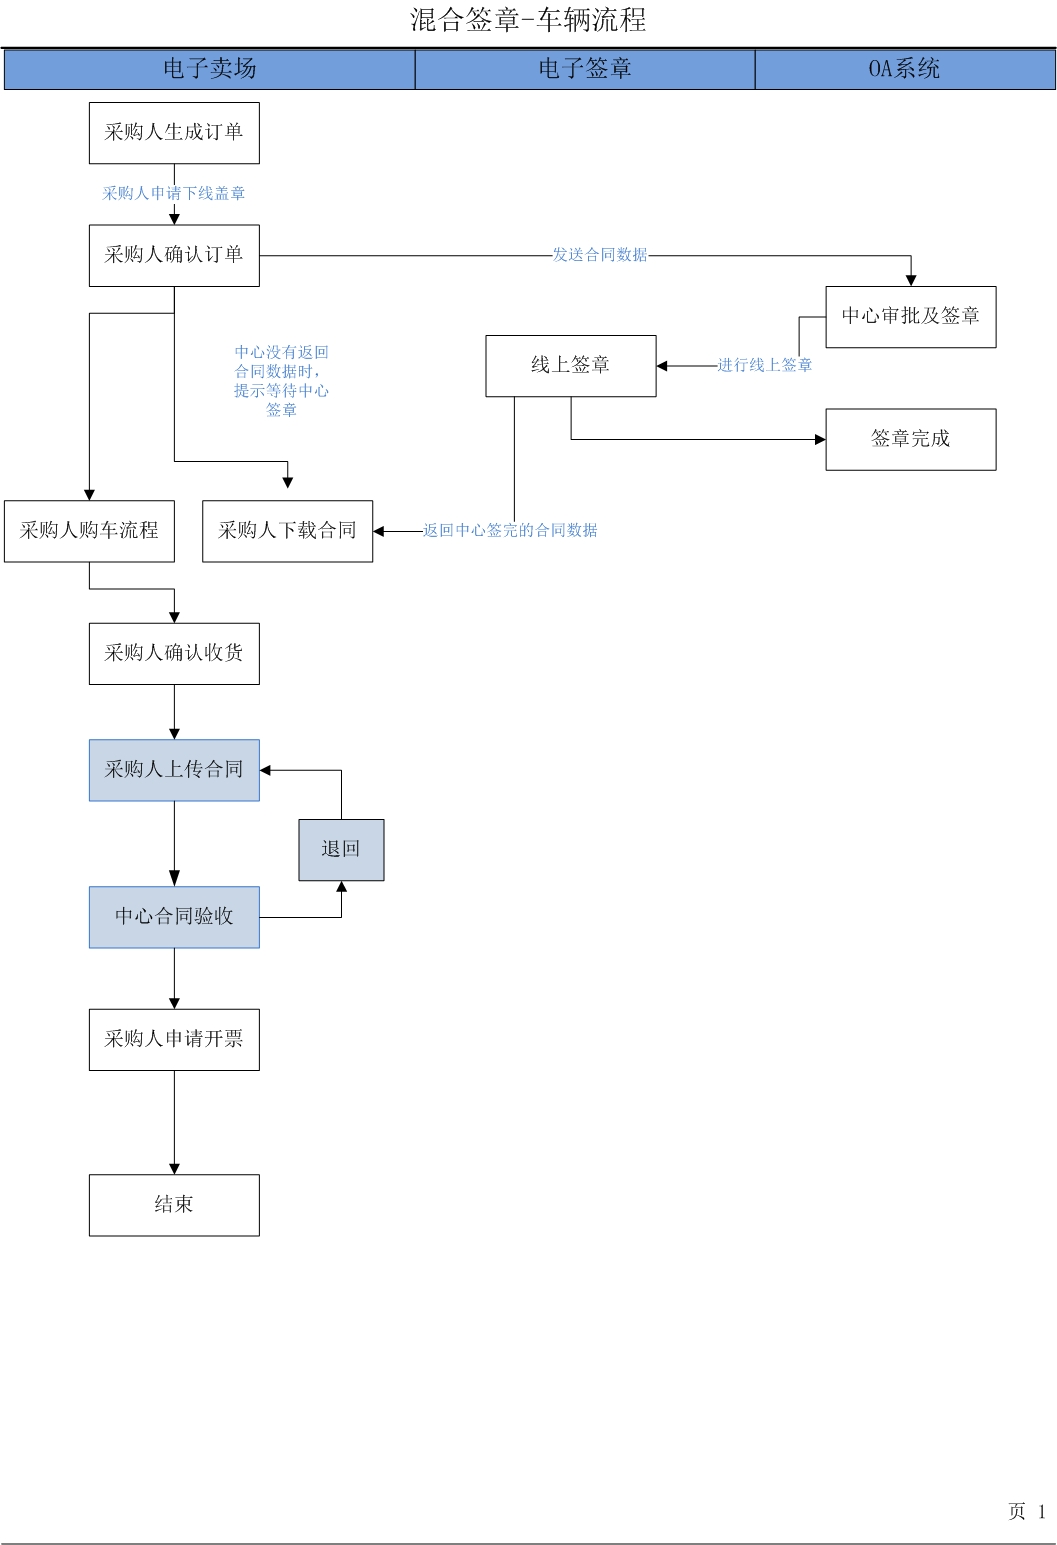 混合签章-车辆流程
电子卖场
电子签章
OA系统
采购人生成订单
采购人申请下线盖章
采购人确认订单
发送合同数据
中心审批及签章
中心没有返回
合同数据时,
提示等待中心
签章
线上签章
进行线上签章
签章完成
采购人购车流程
采购人下载合同
返回中心签完的合同数据
采购人确认收货
采购人上传合同
退回
中心合同验收
采购人申请开票
结束
页 1